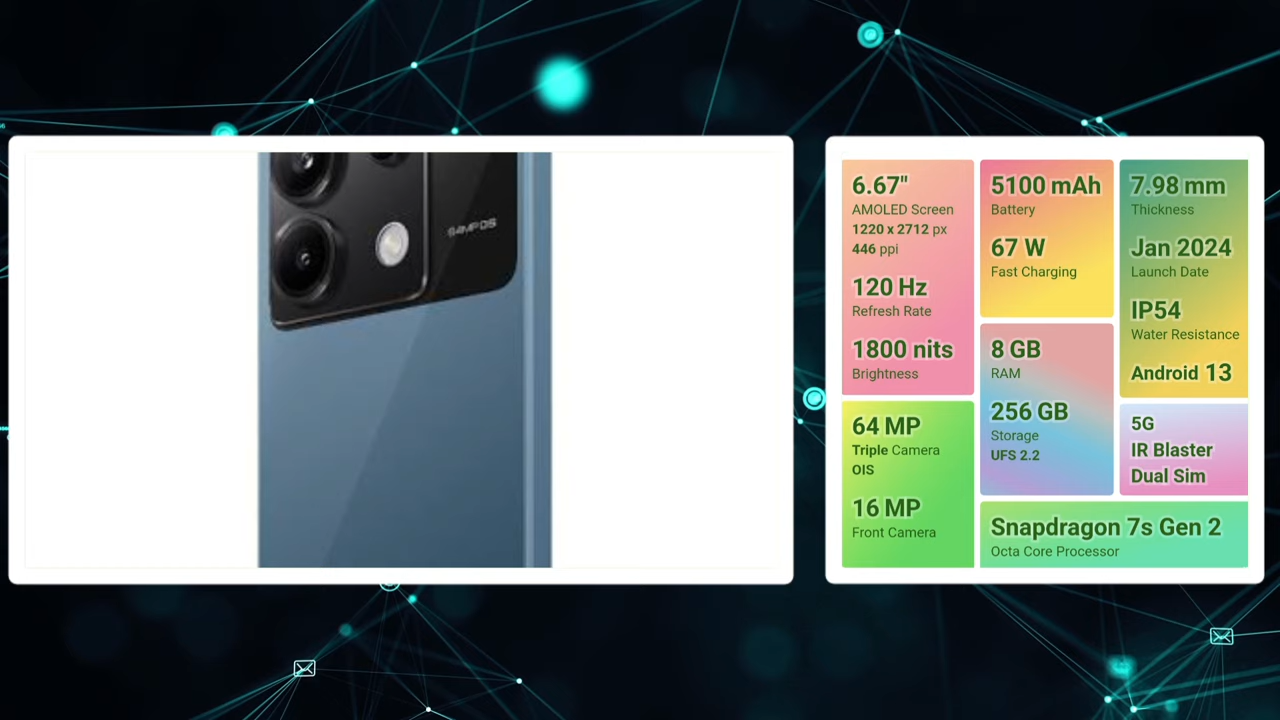 64MP OIS
6.67"
AMOLED Screen
1220 x 2712 px
446 ppi
120 Hz
Refresh Rate
1800 nits
Brightness
64 MP
Triple Camera
OIS
16 MP
Front Camera
5100 mAh
Battery
67 W
Fast Charging
8 GB
RAM
256 GB
Storage
UFS 2.2
7.98 mm
Thickness
Jan 2024
Launch Date
IP54
Water Resistance
Android 13
5G
IR Blaster
Dual Sim
Snapdragon 7s Gen 2
Octa Core Processor